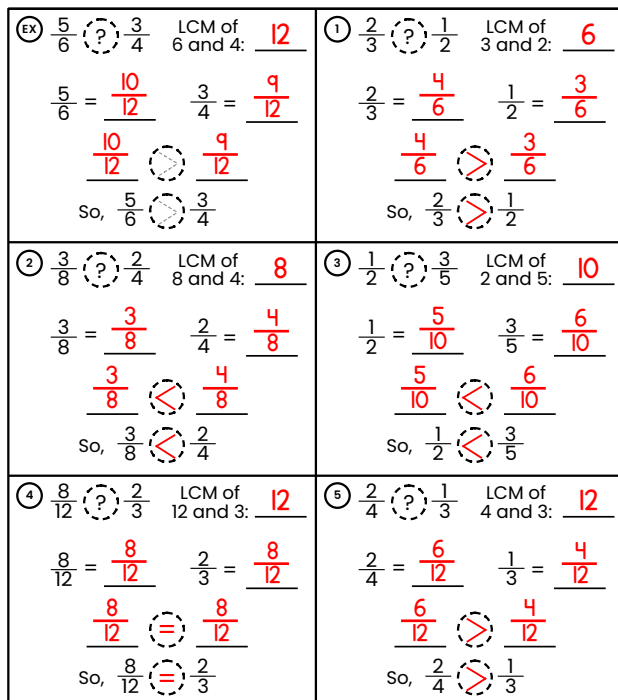 EX 5/6 ? 3/4 LCM of 6 and 4: 12
5/6 = 10/12 3/4 = 9/12
10/12 > 9/12
So, 5/6 > 3/4
1 2/3 ? 1/2 LCM of 3 and 2: 6
2/3 = 4/6 1/2 = 3/6
4/6 > 3/6
So, 2/3 > 1/2
2 3/8 ? 2/4 LCM of 8 and 4: 8
3/8 = 3/8 2/4 = 4/8
3/8 < 4/8
So, 3/8 < 2/4
3 1/2 ? 3/5 LCM of 2 and 5: 10
1/2 = 5/10 3/5 = 6/10
5/10 < 6/10
So, 1/2 < 3/5
4 8/12 ? 2/3 LCM of 12 and 3: 12
8/12 = 8/12 2/3 = 8/12
8/12 = 8/12
So, 8/12 = 2/3
5 2/4 ? 1/3 LCM of 4 and 3: 12
2/4 = 6/12 1/3 = 4/12
6/12 > 4/12
So, 2/4 > 1/3